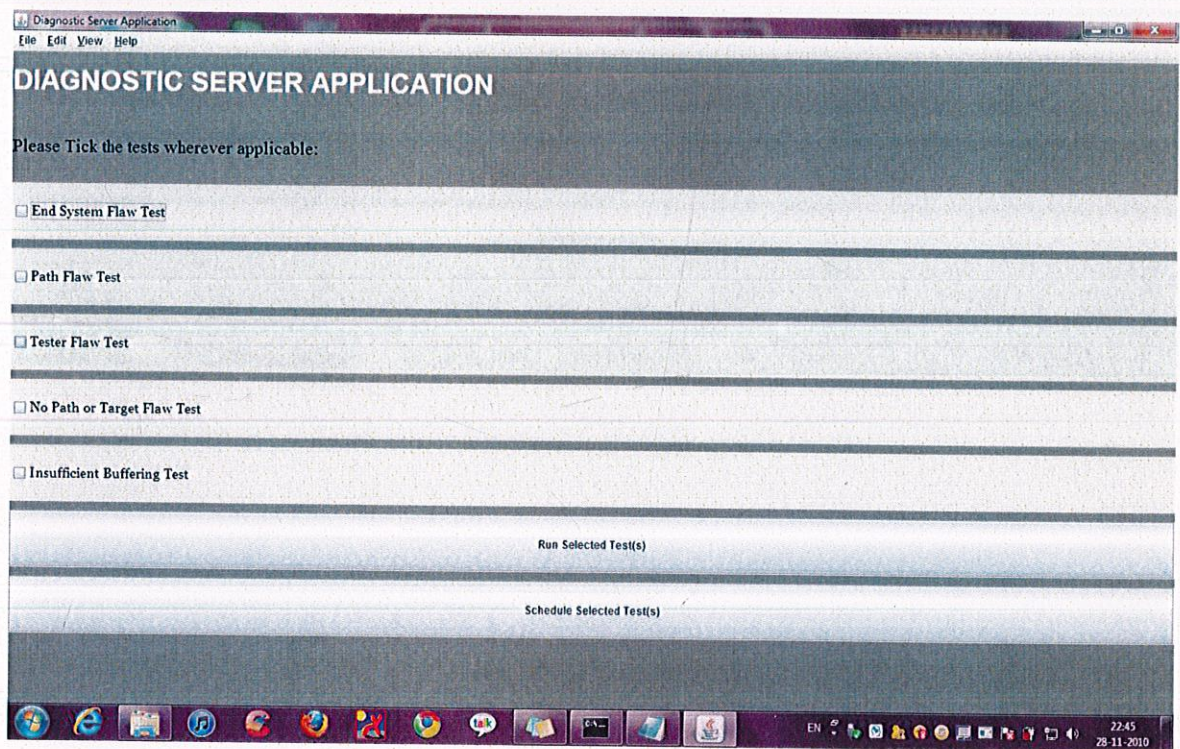 Diagnostic Server Application
File Edit View Help
DIAGNOSTIC SERVER APPLICATION
Please Tick the tests wherever applicable:
End System Flaw Test
Path Flaw Test
Tester Flaw Test
No Path or Target Flaw Test
Insufficient Buffering Test
Run Selected Test(s)
Schedule Selected Test(s)
talk
C:\_
EN
22:45
28-11-2010